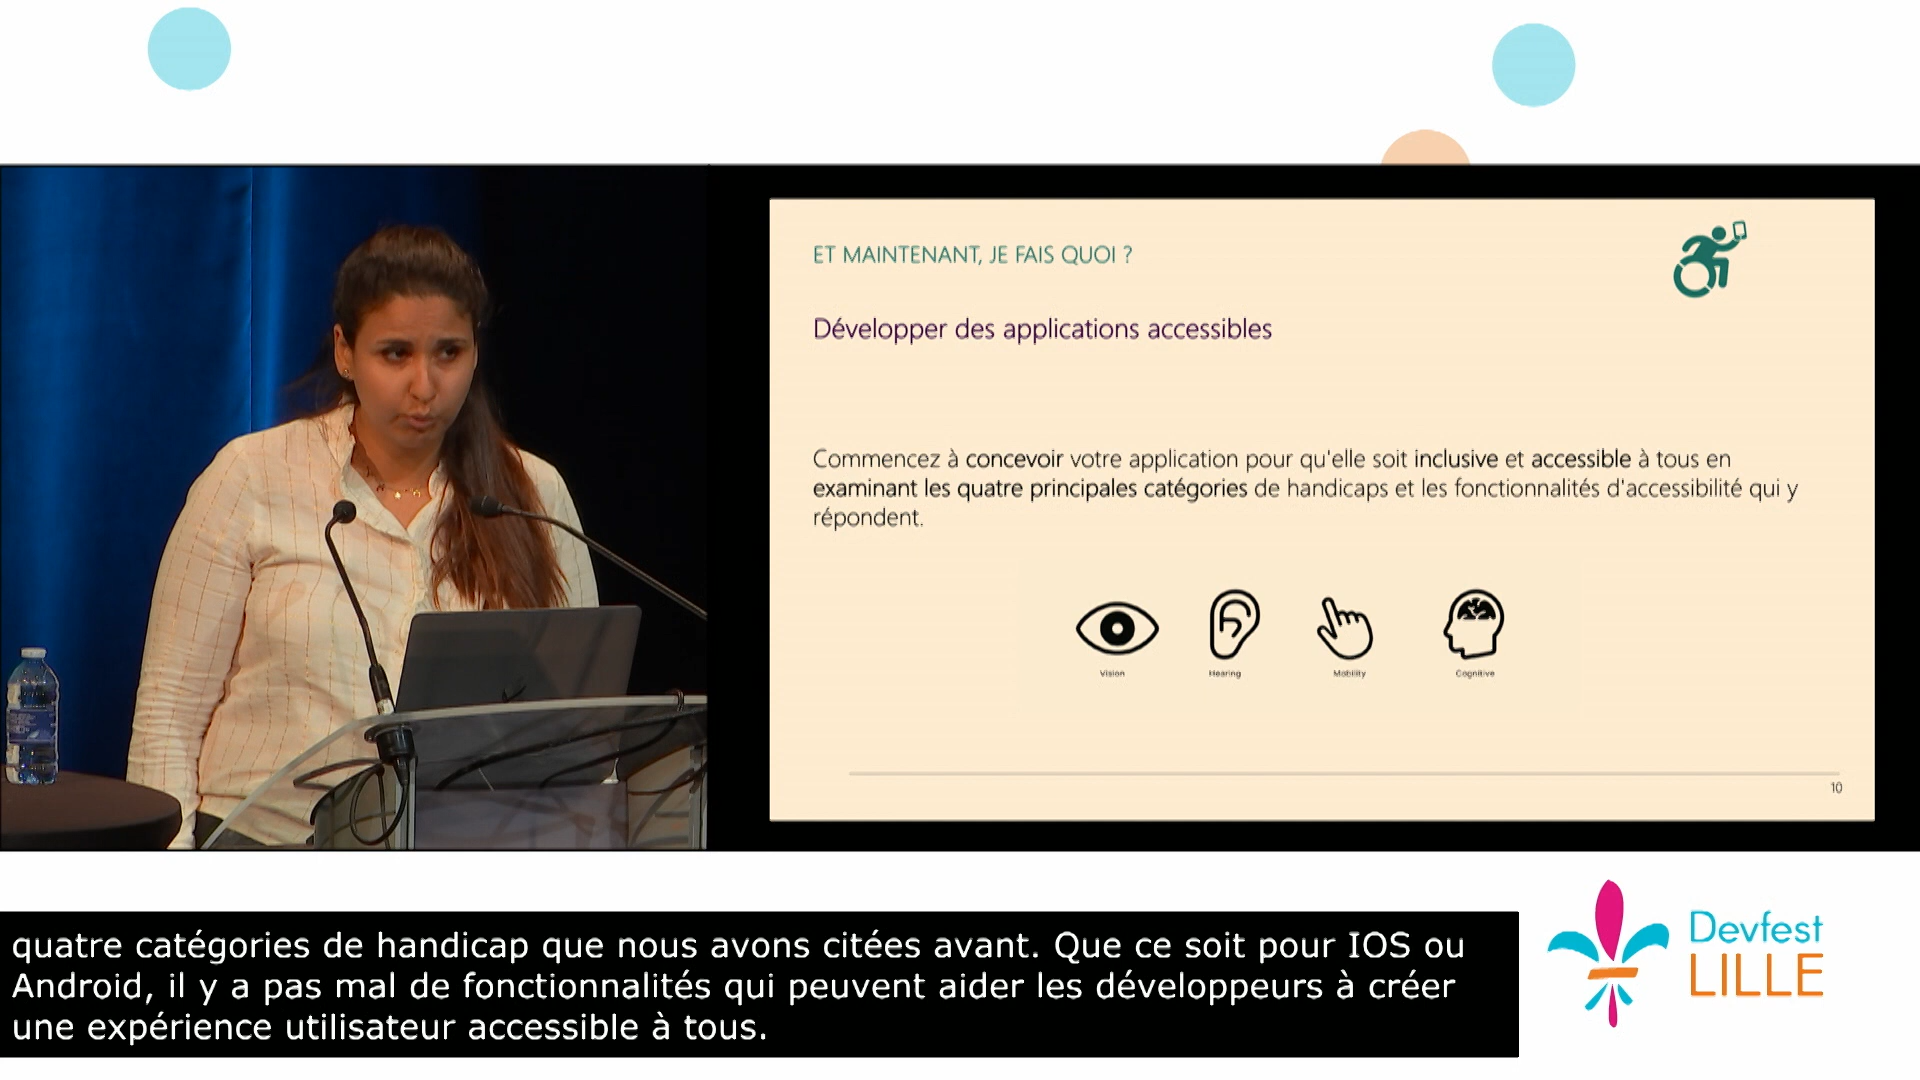 ET MAINTENANT, JE FAIS QUOI ?
Développer des applications accessibles
Commencez à concevoir votre application pour qu'elle soit inclusive et accessible à tous en
examinant les quatre principales catégories de handicaps et les fonctionnalités d'accessibilité qui y
répondent.
Vision Hearing Mobility Cognitive
10
quatre catégories de handicap que nous avons citées avant. Que ce soit pour IOS ou
Android, il y a pas mal de fonctionnalités qui peuvent aider les développeurs à créer
une expérience utilisateur accessible à tous.
Devfest
LILLE